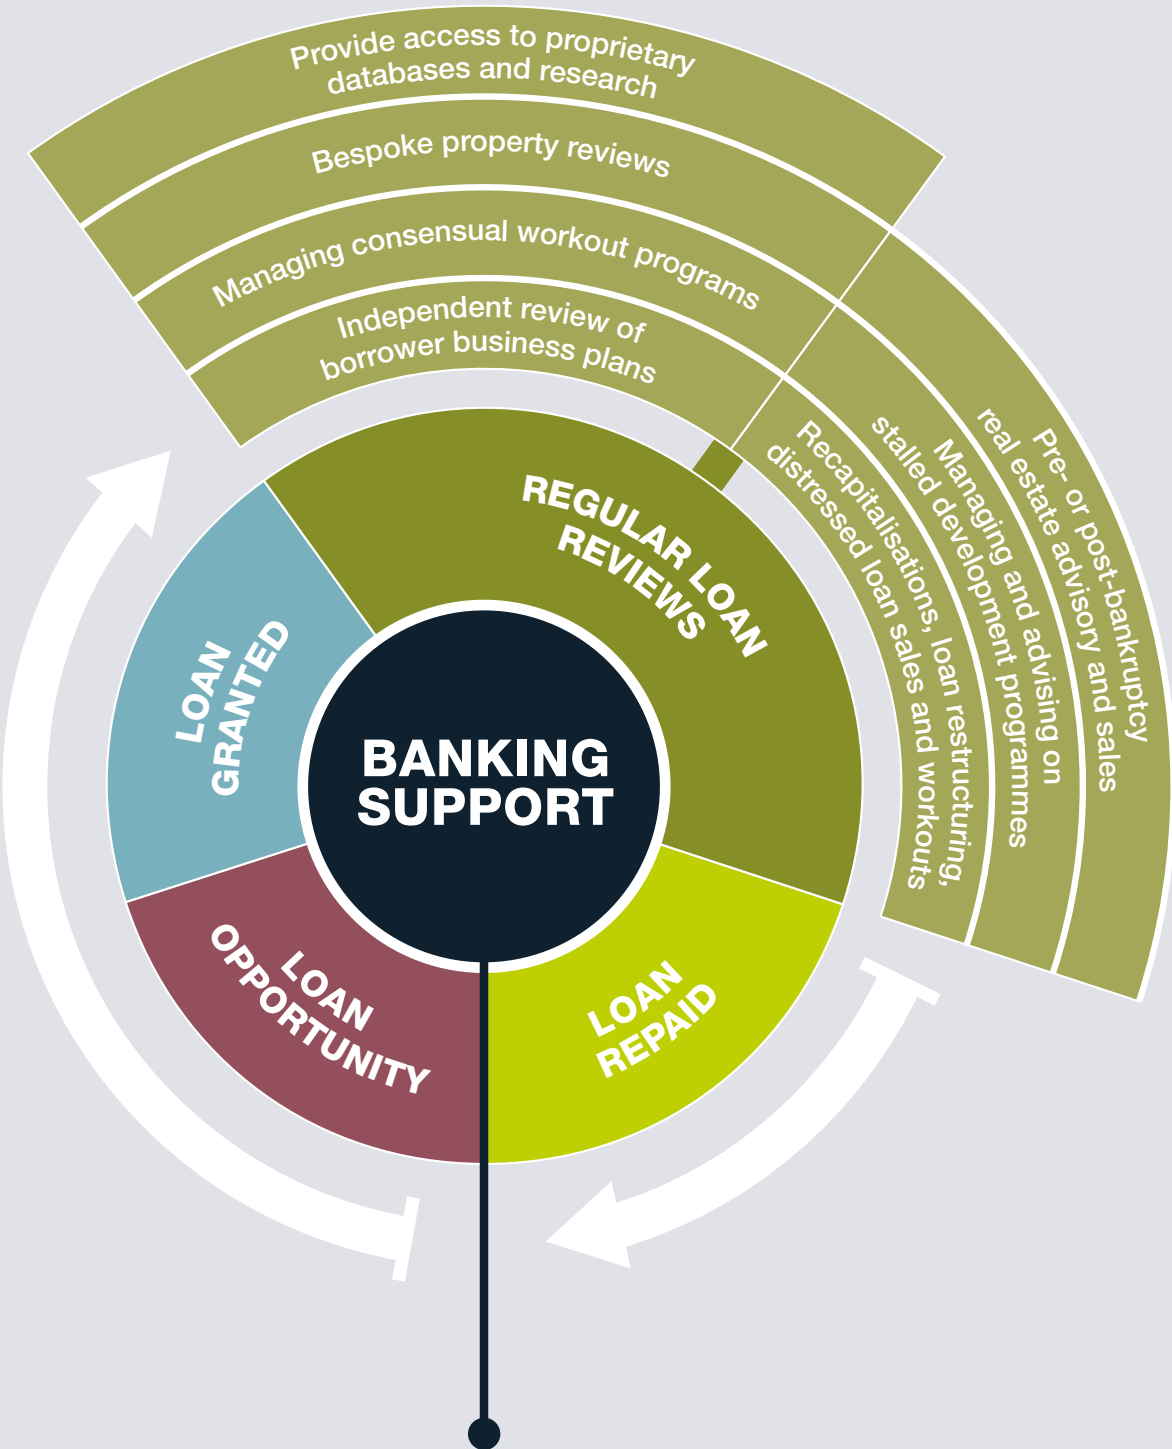 Provide access to proprietary
databases and research
Bespoke property reviews
Managing consensual workout programs
Independent review of
borrower business plans
Pre- or post-bankruptcy
real estate advisory and sales
Managing and advising on
stalled development programmes
Recapitalisations, loan restructuring,
distressed loan sales and workouts
REGULAR LOAN
REVIEWS
LOAN
GRANTED
BANKING
SUPPORT
LOAN
OPPORTUNITY
LOAN
REPAID